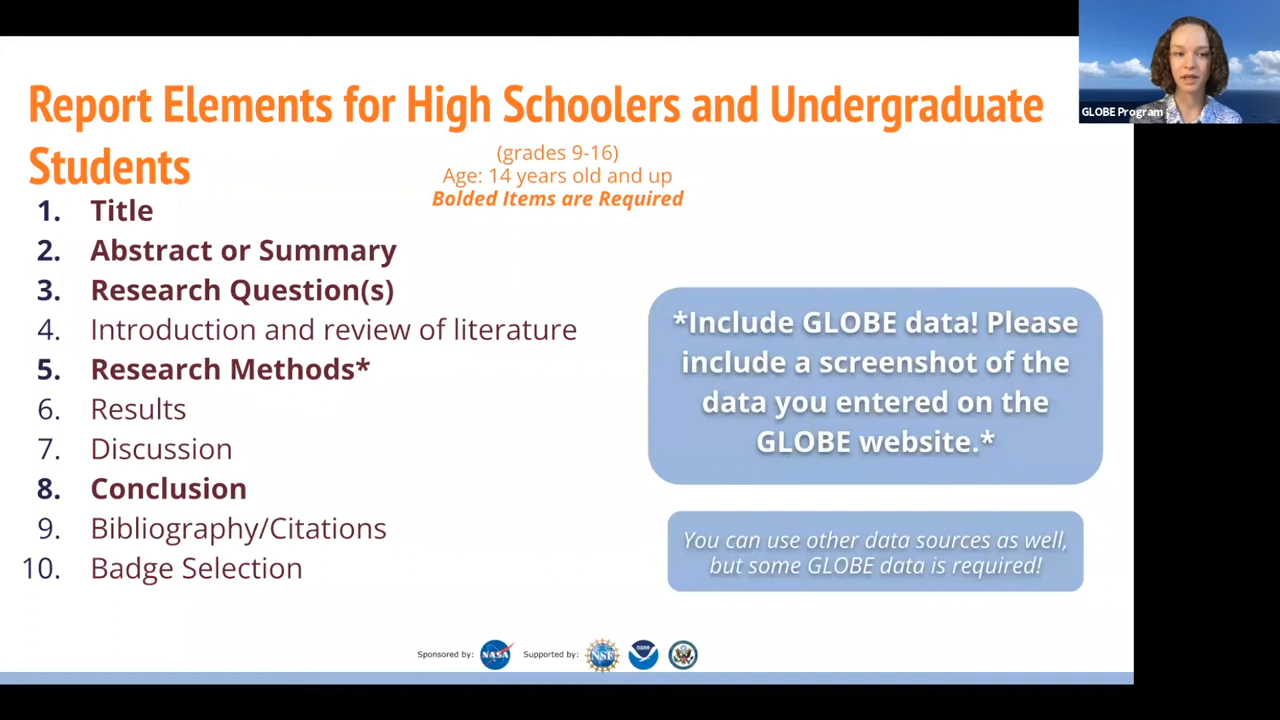 Report Elements for High Schoolers and Undergraduate
Students
(grades 9-16)
Age: 14 years old and up
Bolded Items are Required
1. Title
2. Abstract or Summary
3. Research Question(s)
4. Introduction and review of literature
5. Research Methods*
6. Results
7. Discussion
8. Conclusion
9. Bibliography/Citations
10. Badge Selection
*Include GLOBE data! Please
include a screenshot of the
data you entered on the
GLOBE website.*
You can use other data sources as well,
but some GLOBE data is required!
Sponsored by: NASA Supported by: NSF NOAA
GLOBE Program